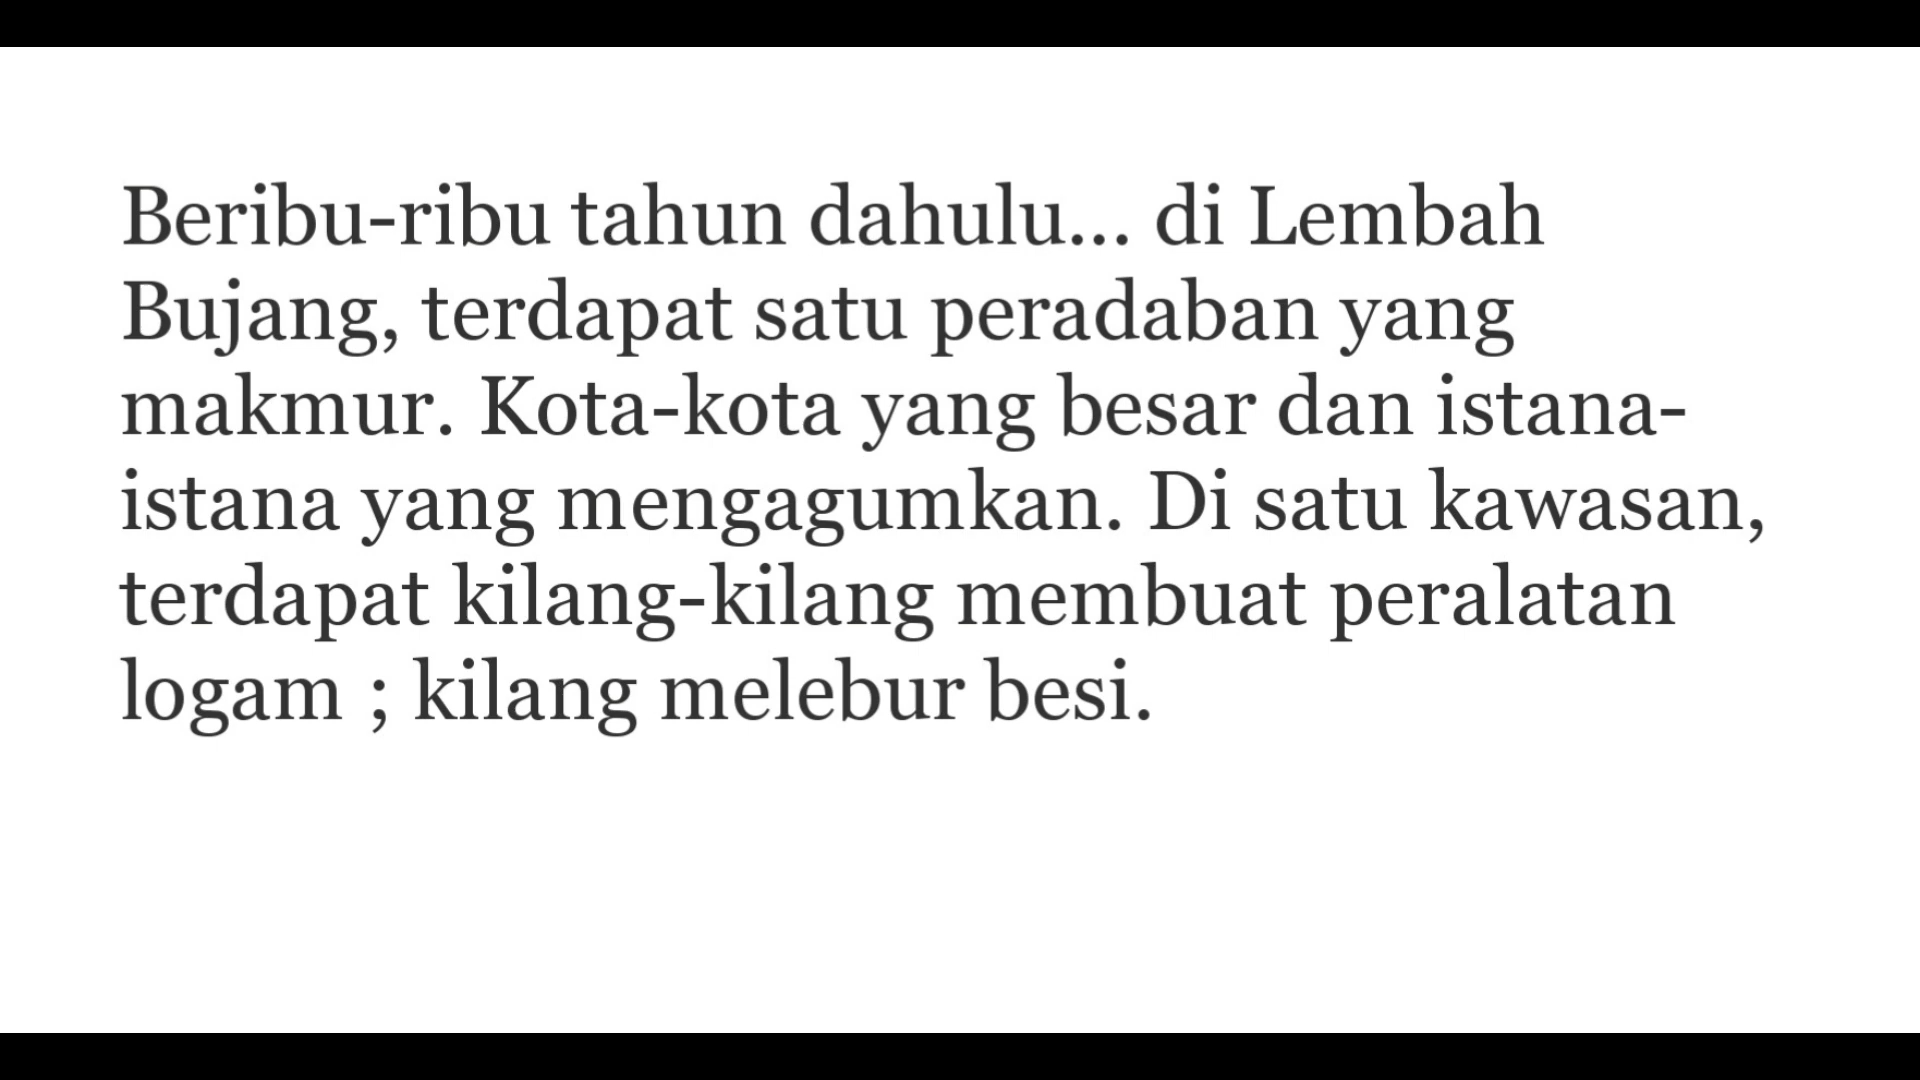 Beribu-ribu tahun dahulu... di Lembah
Bujang, terdapat satu peradaban yang
makmur. Kota-kota yang besar dan istana-
istana yang mengagumkan. Di satu kawasan,
terdapat kilang-kilang membuat peralatan
logam ; kilang melebur besi.